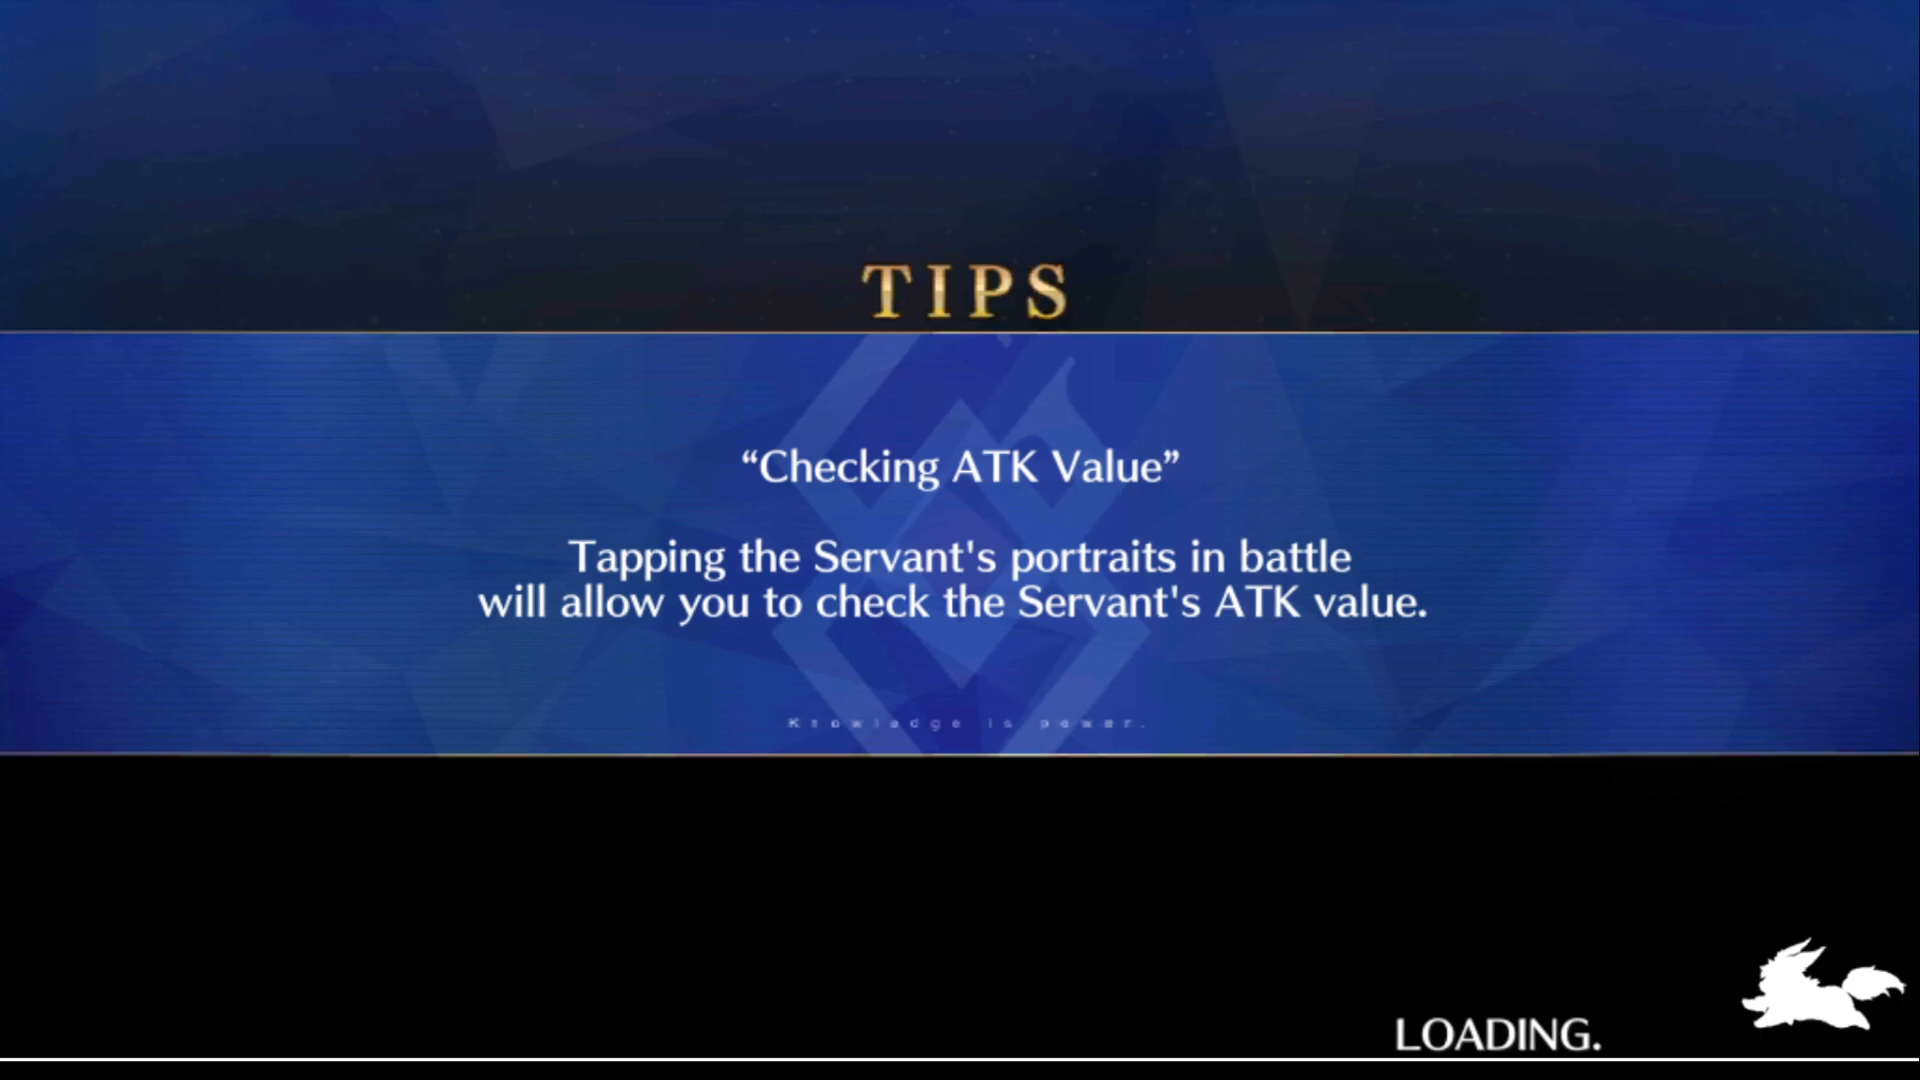 TIPS
“Checking ATK Value”
Tapping the Servant's portraits in battle
will allow you to check the Servant's ATK value.
Knowledge is power.
LOADING.